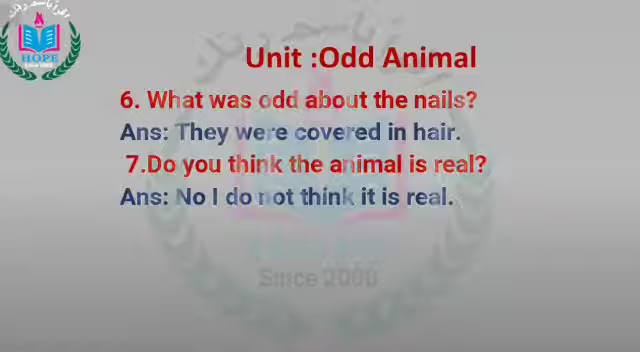 HOPE
Unit :Odd Animal
6. What was odd about the nails?
Ans: They were covered in hair.
7.Do you think the animal is real?
Ans: No I do not think it is real.
Since 2000